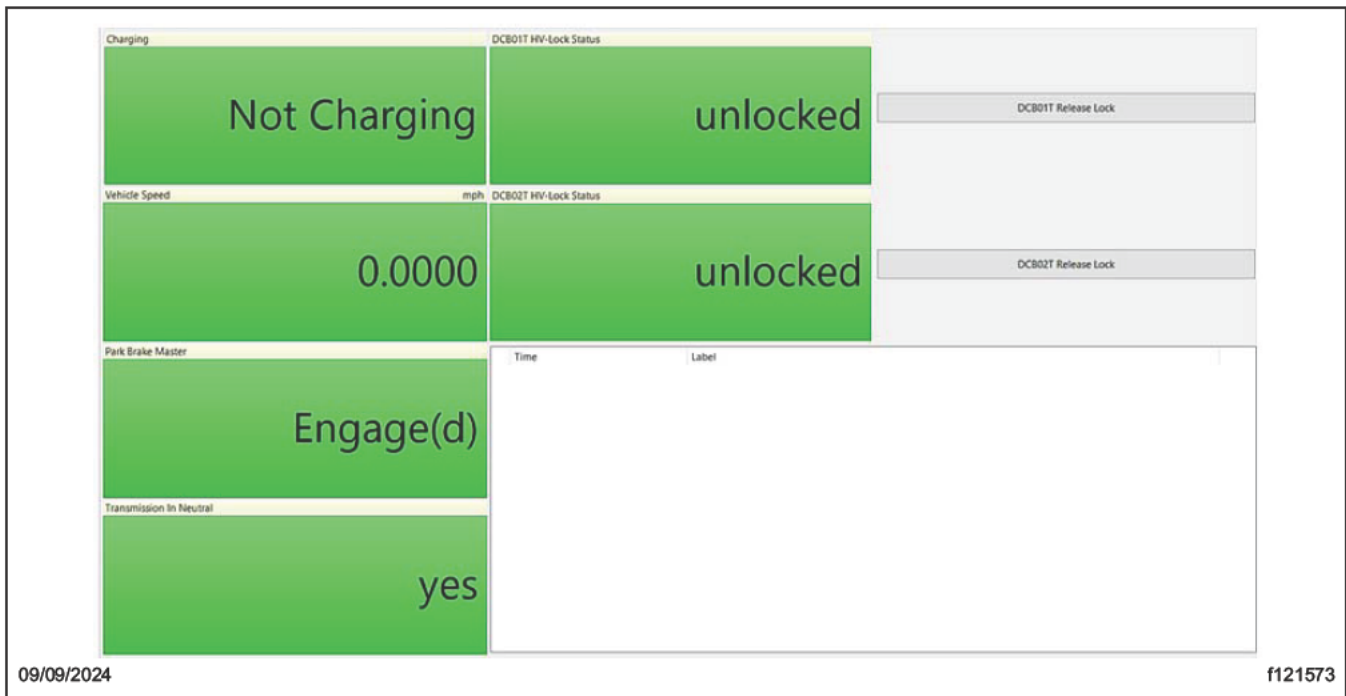 Charging
DCB01T HV-Lock Status
Not Charging
unlocked
DCB01T Release Lock
Vehicle Speed mph
DCB02T HV-Lock Status
0.0000
unlocked
DCB02T Release Lock
Park Brake Master
Time Label
Engage(d)
Transmission In Neutral
yes
09/09/2024
f121573